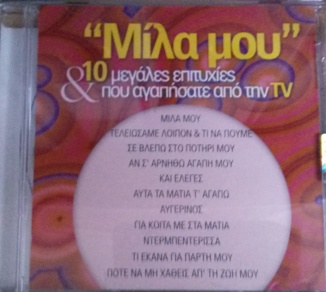 “Μίλα μου”
& 10 μεγάλες επιτυχίες
που αγαπήσατε από την TV
ΜΙΛΑ ΜΟΥ
ΤΕΛΕΙΩΣΑΜΕ ΛΟΙΠΟΝ & ΤΙ ΝΑ ΠΟΥΜΕ
ΣΕ ΒΛΕΠΩ ΣΤΟ ΠΟΤΗΡΙ ΜΟΥ
ΑΝ Σ' ΑΡΝΗΘΩ ΑΓΑΠΗ ΜΟΥ
ΚΑΙ ΕΛΕΓΕΣ
ΑΥΤΑ ΤΑ ΜΑΤΙΑ Τ' ΑΓΑΠΩ
ΑΥΓΕΡΙΝΟΣ
ΓΙΑ ΚΟΙΤΑ ΜΕ ΣΤΑ ΜΑΤΙΑ
ΝΤΕΡΜΠΕΝΤΕΡΙΣΣΑ
ΤΙ ΕΚΑΝΑ ΓΙΑ ΠΑΡΤΗ ΜΟΥ
ΠΟΤΕ ΝΑ ΜΗ ΧΑΘΕΙΣ ΑΠ' ΤΗ ΖΩΗ ΜΟΥ